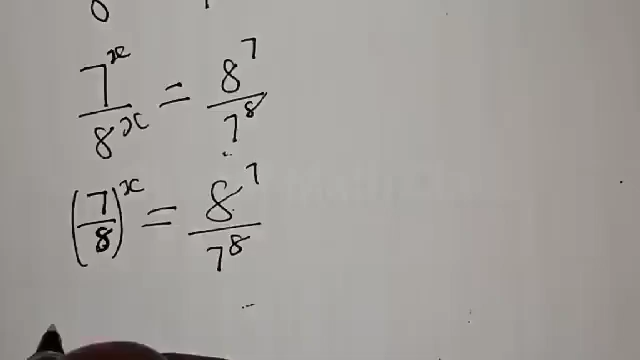 7^x / 8^x = 8^7 / 7^8
(7/8)^x = 8^7 / 7^8